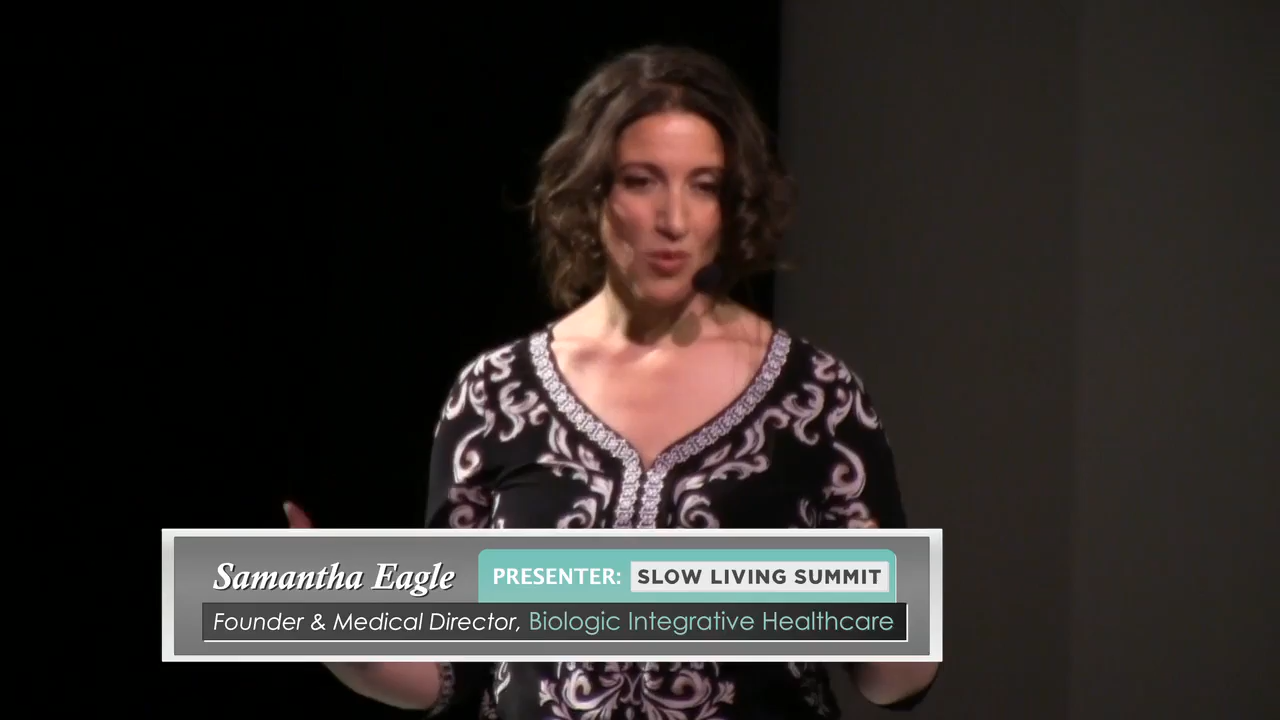 Samantha Eagle PRESENTER: SLOW LIVING SUMMIT
Founder & Medical Director, Biologic Integrative Healthcare